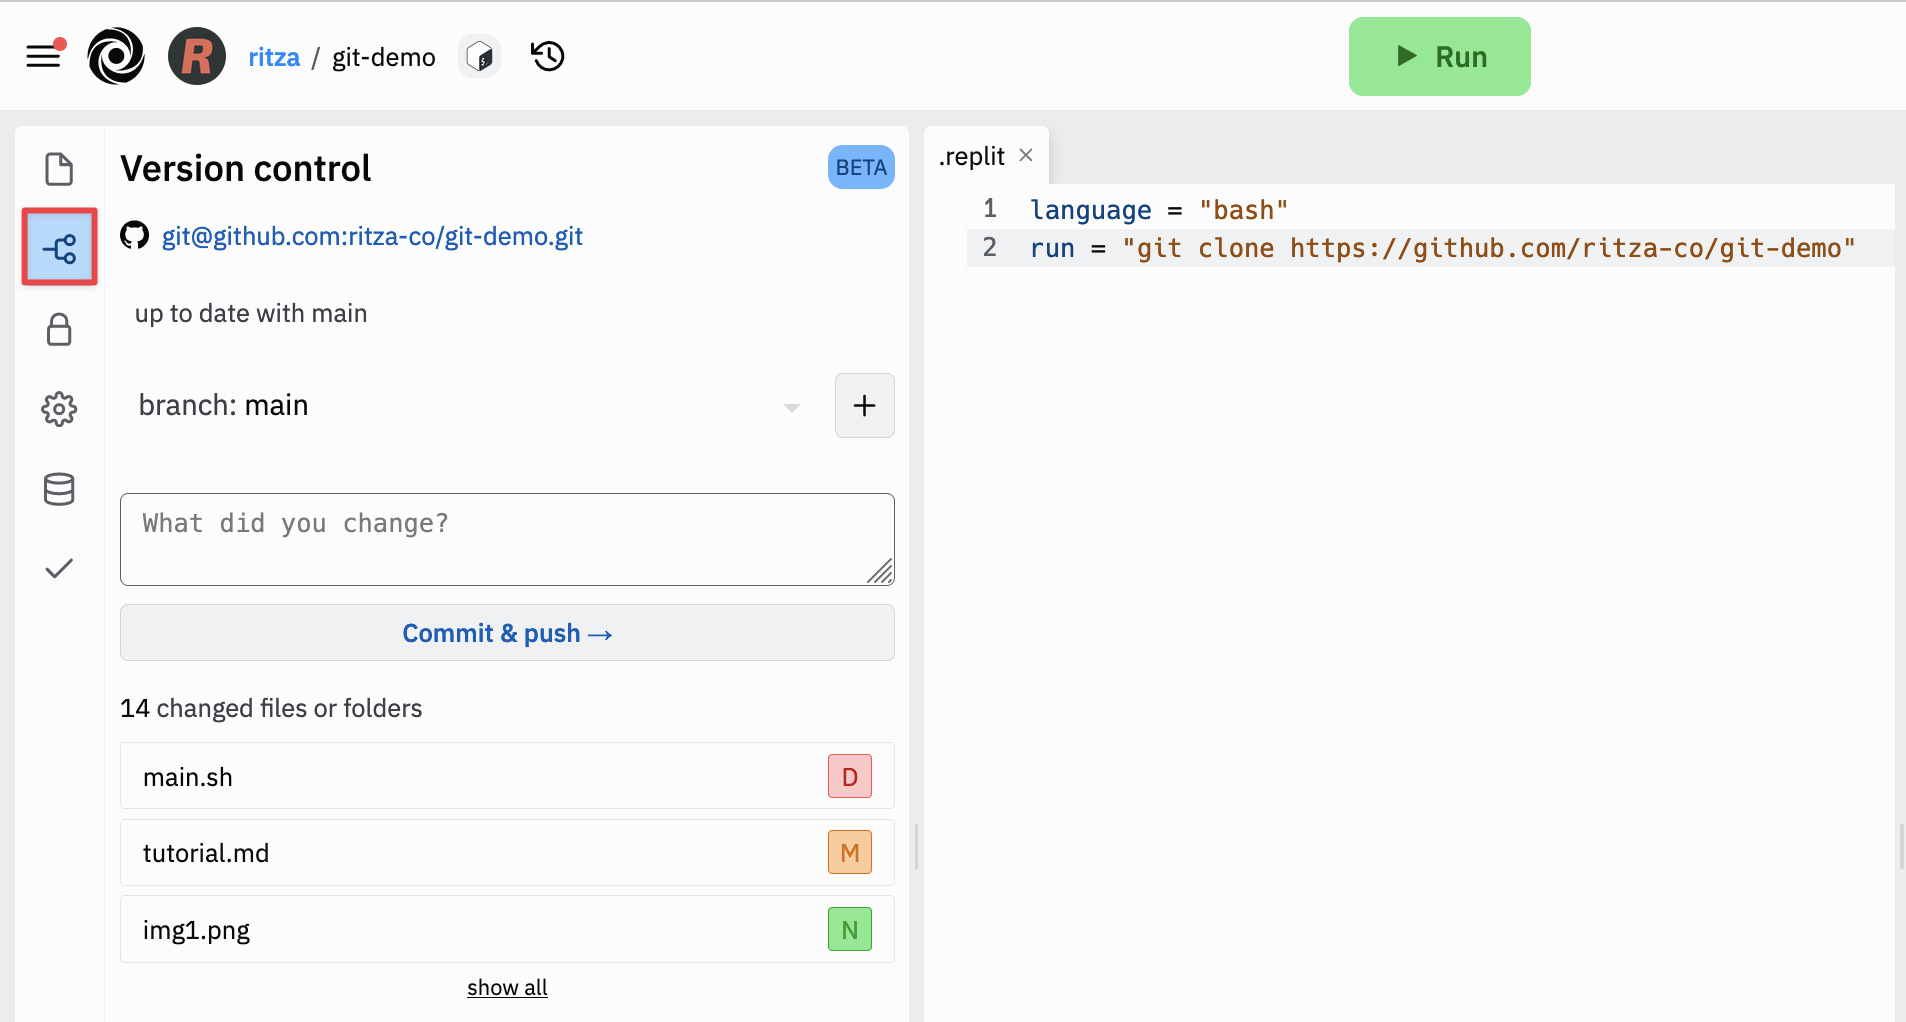 R ritza / git-demo $ Run
Version control BETA
git@github.com:ritza-co/git-demo.git
up to date with main
branch: main +
What did you change?
Commit & push →
14 changed files or folders
main.sh D
tutorial.md M
img1.png N
show all
.replit ×
1 language = "bash"
2 run = "git clone https://github.com/ritza-co/git-demo"